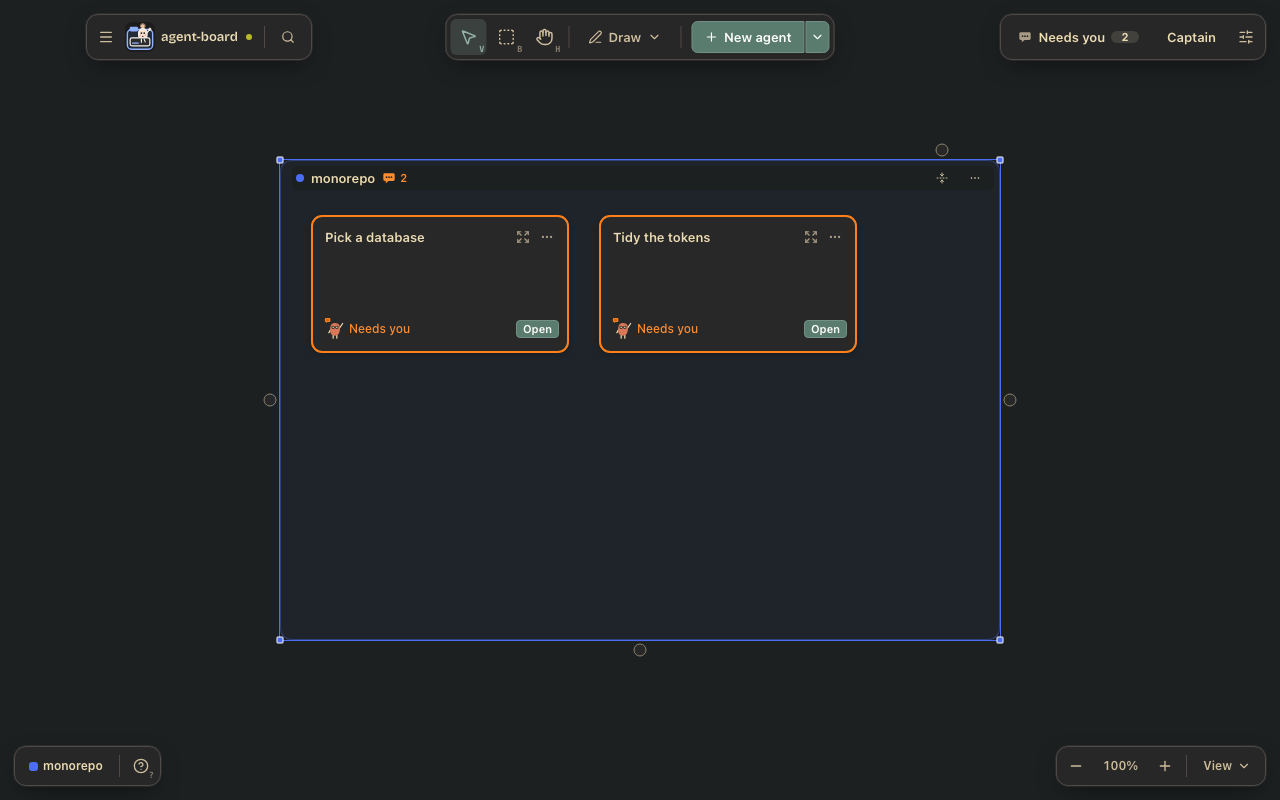 agent-board
V
B
H
Draw
New agent
Needs you 2
Captain
monorepo 2
Pick a database
Needs you
Open
Tidy the tokens
Needs you
Open
monorepo
?
100%
View